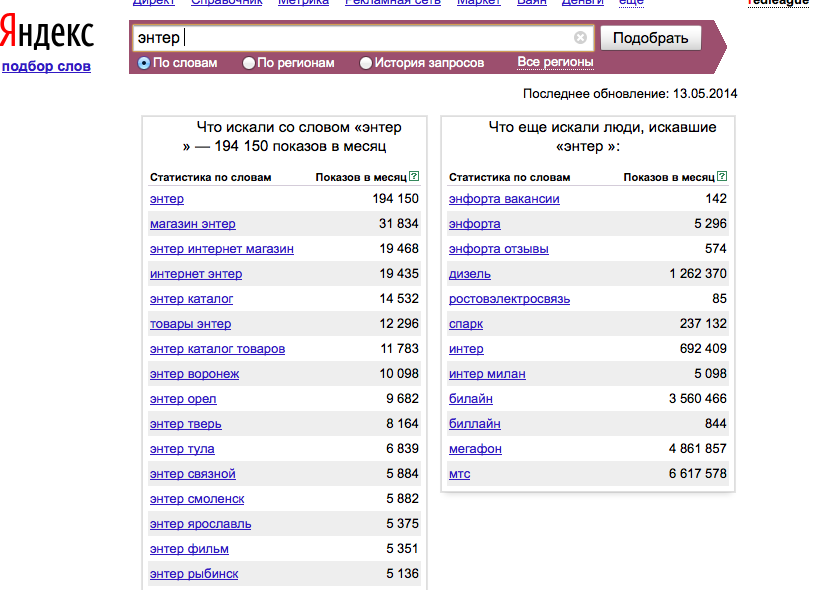 Директ Справочник Метрика Рекламная сеть Маркет Баян Деньги ещё
Яндекс
подбор слов
энтер
Подобрать
По словам По регионам История запросов Все регионы
Последнее обновление: 13.05.2014
Что искали со словом «энтер
» — 194 150 показов в месяц
Статистика по словам Показов в месяц ?
энтер 194 150
магазин энтер 31 834
энтер интернет магазин 19 468
интернет энтер 19 435
энтер каталог 14 532
товары энтер 12 296
энтер каталог товаров 11 783
энтер воронеж 10 098
энтер орел 9 682
энтер тверь 8 164
энтер тула 6 839
энтер связной 5 884
энтер смоленск 5 882
энтер ярославль 5 375
энтер фильм 5 351
энтер рыбинск 5 136
Что еще искали люди, искавшие
«энтер »:
Статистика по словам Показов в месяц ?
энфорта вакансии 142
энфорта 5 296
энфорта отзывы 574
дизель 1 262 370
ростовэлектросвязь 85
спарк 237 132
интер 692 409
интер милан 5 098
билайн 3 560 466
биллайн 844
мегафон 4 861 857
мтс 6 617 578